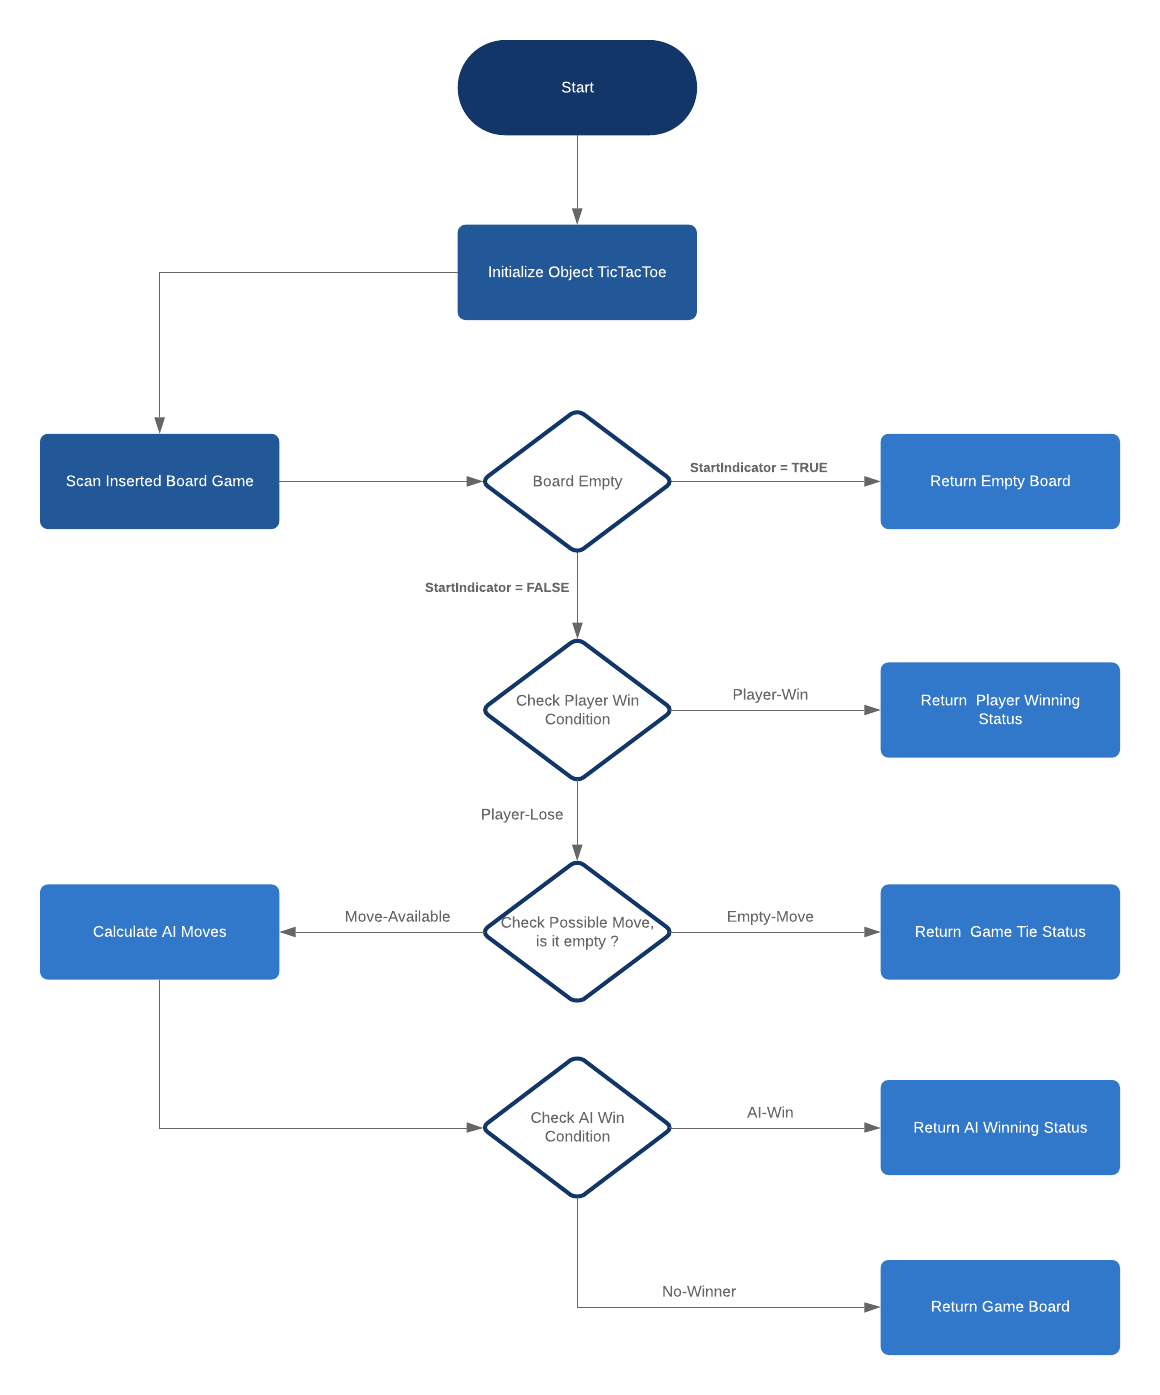 Start
Initialize Object TicTacToe
Scan Inserted Board Game
Board Empty
StartIndicator = TRUE
Return Empty Board
StartIndicator = FALSE
Check Player Win
Condition
Player-Win
Return  Player Winning
Status
Player-Lose
Calculate AI Moves
Move-Available
Check Possible Move,
is it empty ?
Empty-Move
Return  Game Tie Status
Check AI Win
Condition
AI-Win
Return AI Winning Status
No-Winner
Return Game Board